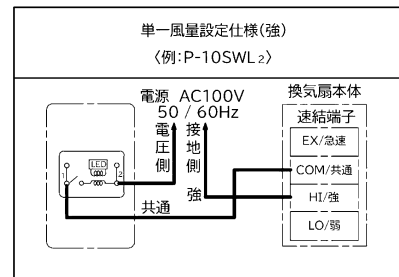 単一風量設定仕様(強)
〈例:P-10SWL₂〉
電源 AC100V
50 / 60Hz
電圧側
接地側
強
共通
LED
1
2
換気扇本体
速結端子
EX/急速
COM/共通
HI/強
LO/弱